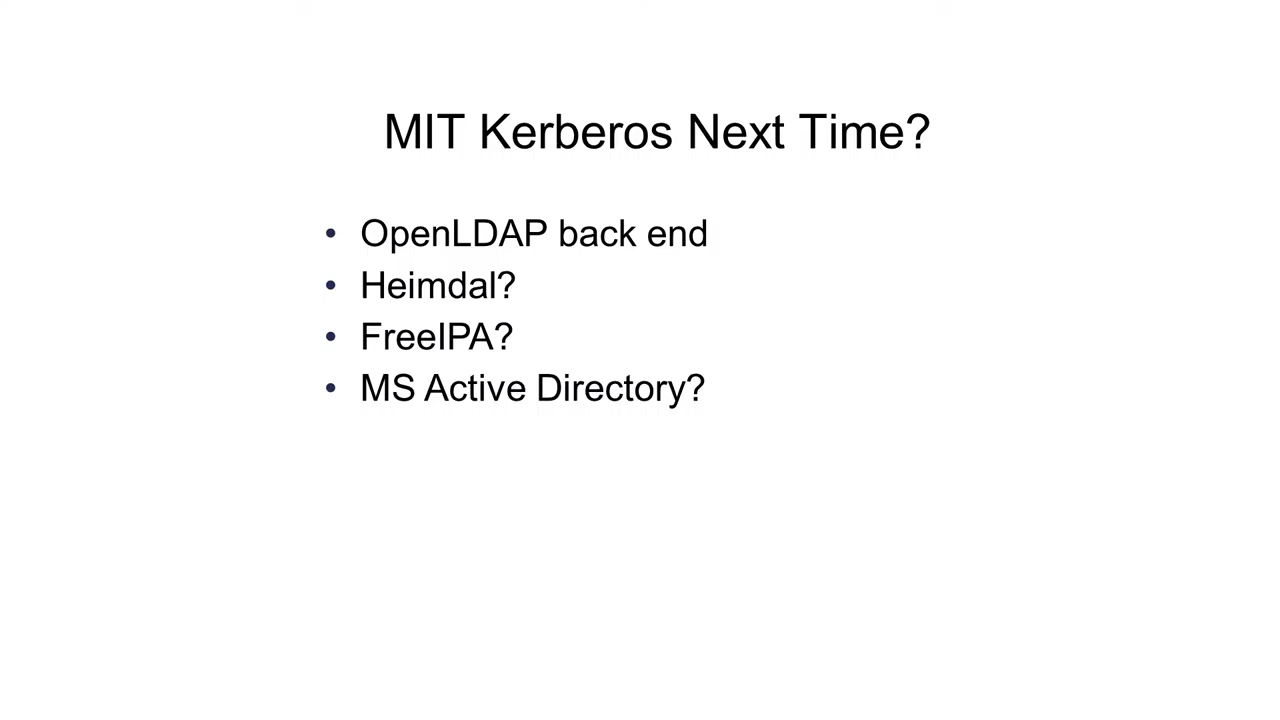 MIT Kerberos Next Time?
• OpenLDAP back end
• Heimdal?
• FreeIPA?
• MS Active Directory?